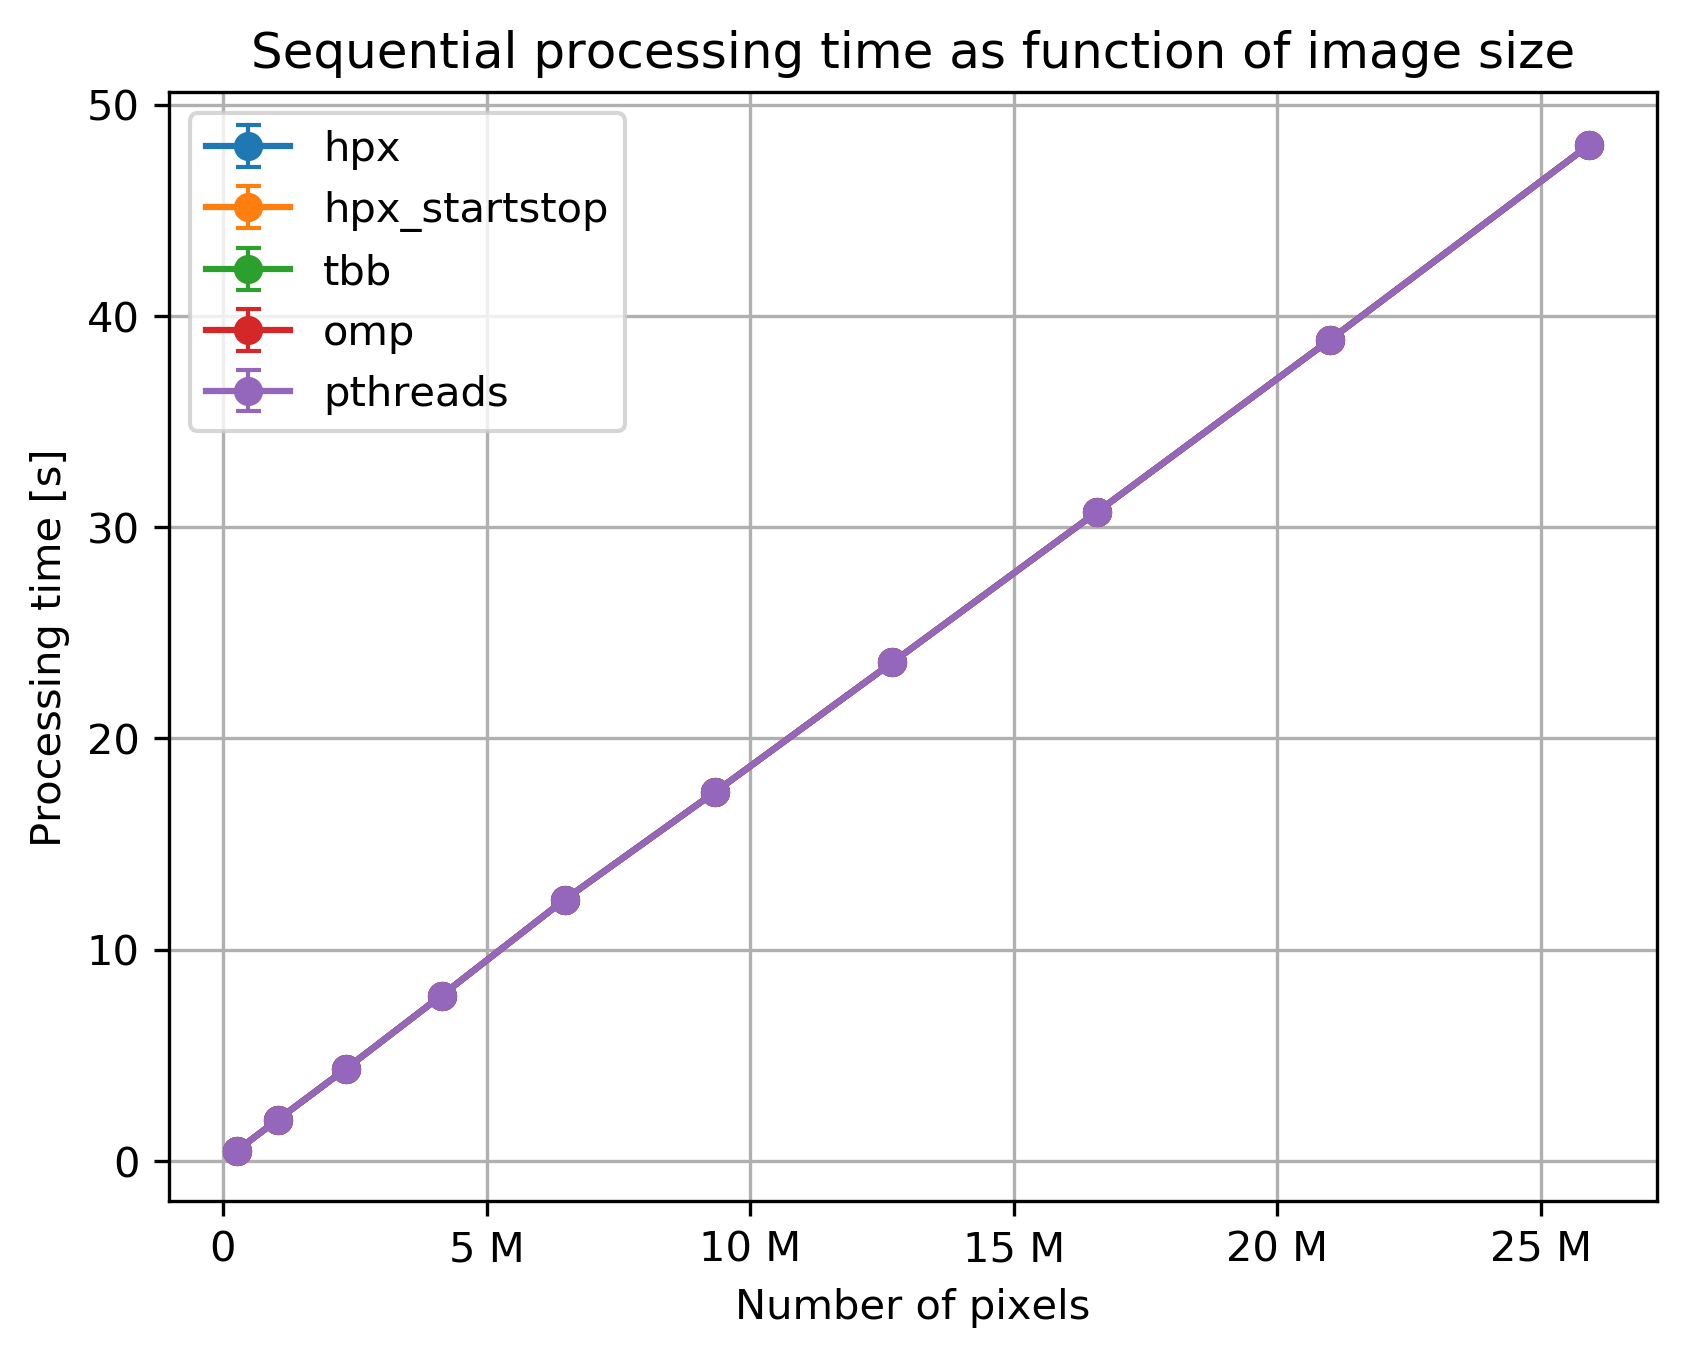 Sequential processing time as function of image size
50
40
30
20
10
0
Processing time [s]
hpx
hpx_startstop
tbb
omp
pthreads
0 5 M 10 M 15 M 20 M 25 M
Number of pixels